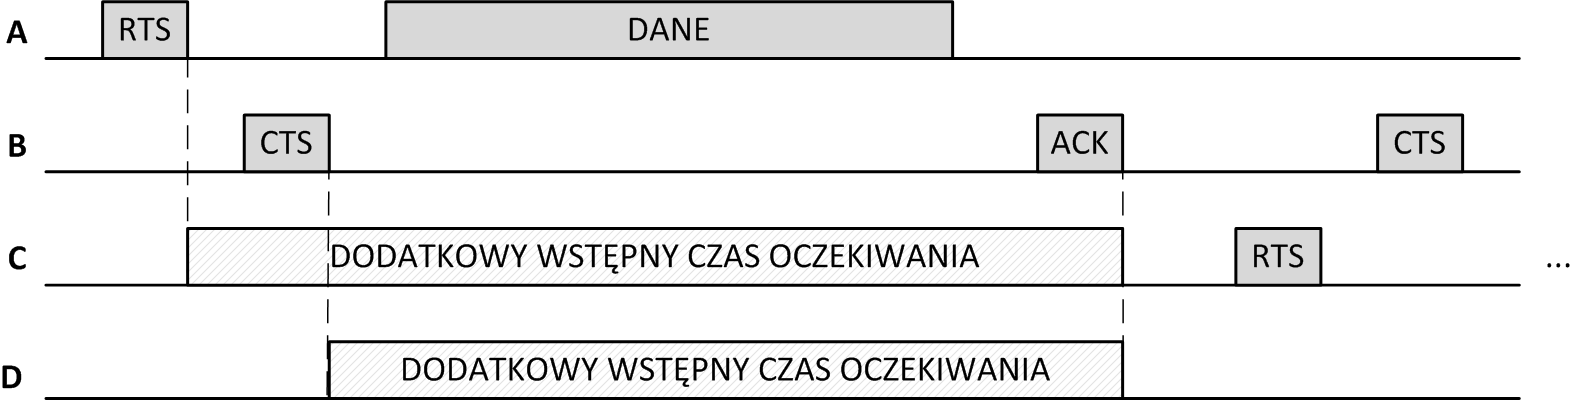 A RTS DANE
B CTS ACK CTS
C DODATKOWY WSTĘPNY CZAS OCZEKIWANIA RTS ...
D DODATKOWY WSTĘPNY CZAS OCZEKIWANIA